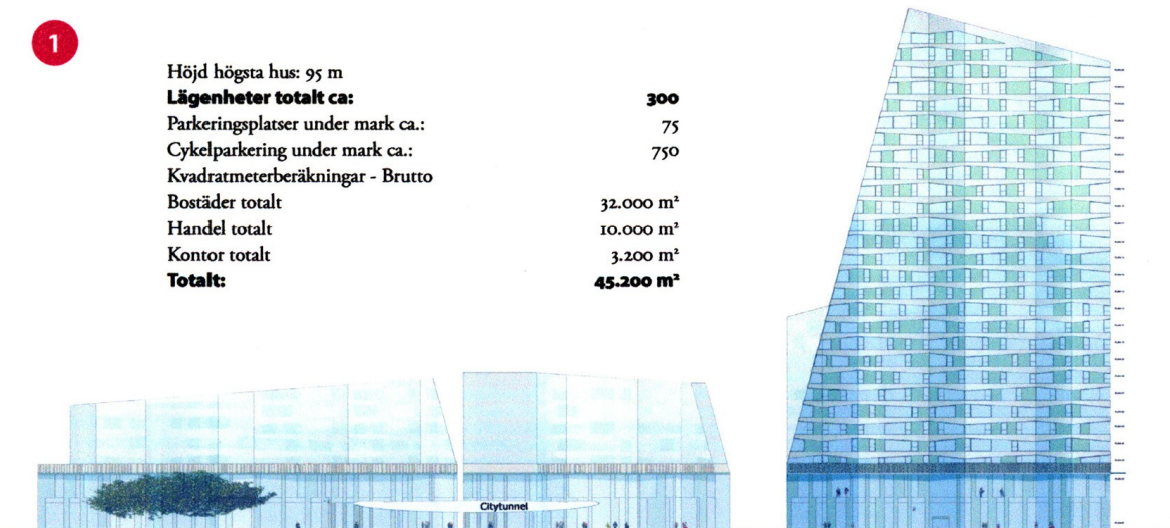 1
Höjd högsta hus: 95 m
Lägenheter totalt ca: 300
Parkeringsplatser under mark ca.: 75
Cykelparkering under mark ca.: 750
Kvadratmeterberäkningar - Brutto
Bostäder totalt 32.000 m²
Handel totalt 10.000 m²
Kontor totalt 3.200 m²
Totalt: 45.200 m²
Citytunnel